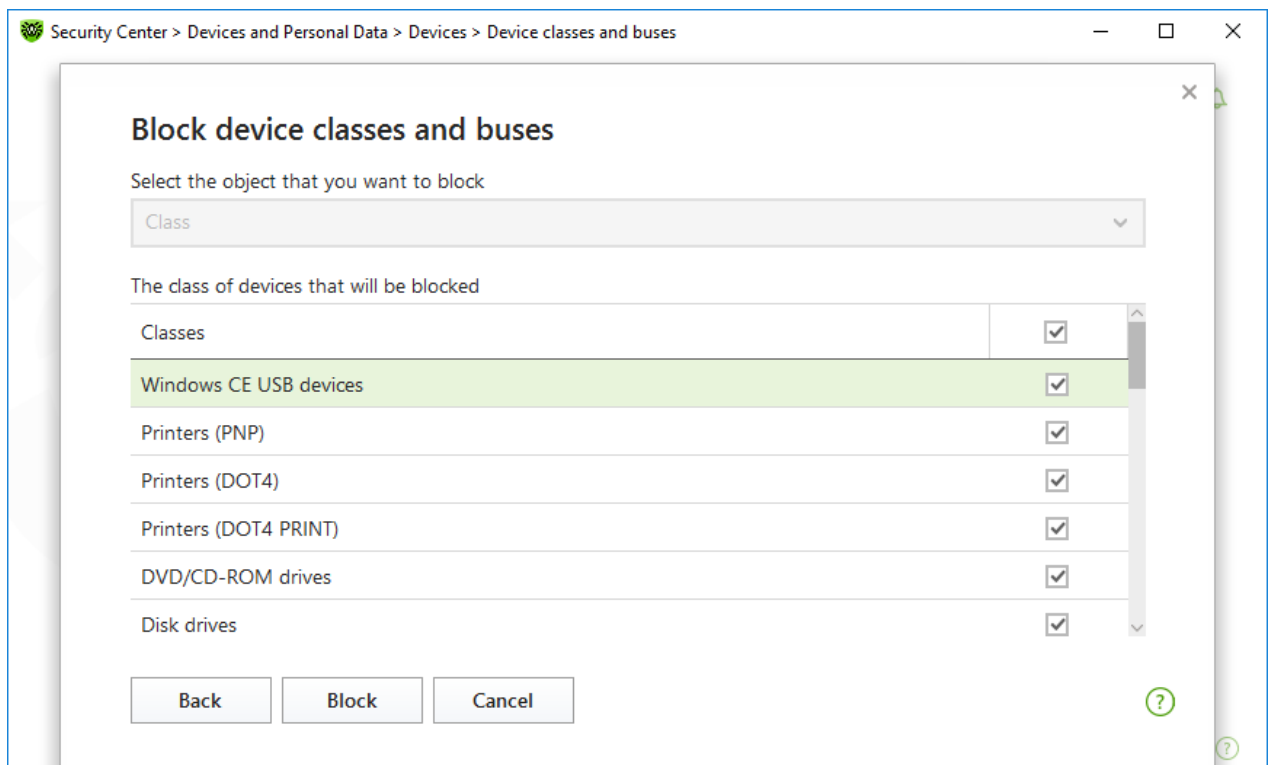 Security Center > Devices and Personal Data > Devices > Device classes and buses
Block device classes and buses
Select the object that you want to block
Class
The class of devices that will be blocked
Classes
Windows CE USB devices
Printers (PNP)
Printers (DOT4)
Printers (DOT4 PRINT)
DVD/CD-ROM drives
Disk drives
Back Block Cancel ?
?